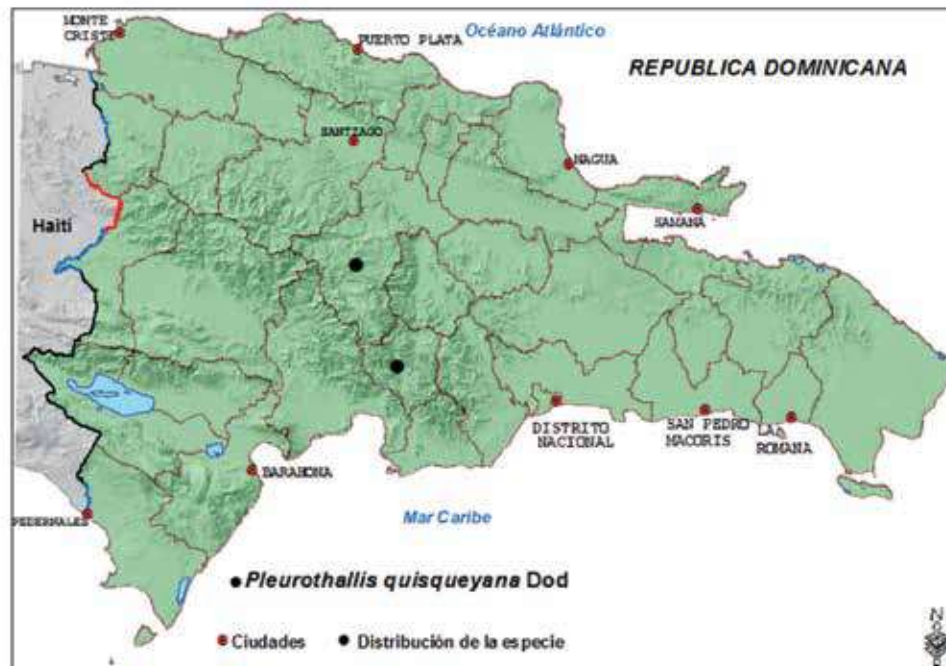 MONTE
CRISTI
PUERTO PLATA
Océano Atlántico
REPUBLICA DOMINICANA
SANTIAGO
NAGUA
SAMANA
Haití
DISTRITO
NACIONAL
SAN PEDRO
MACORIS
LA
ROMANA
BARAHONA
PEDERNALES
Mar Caribe
Pleurothallis quisqueyana Dod
Ciudades
Distribución de la especie
N